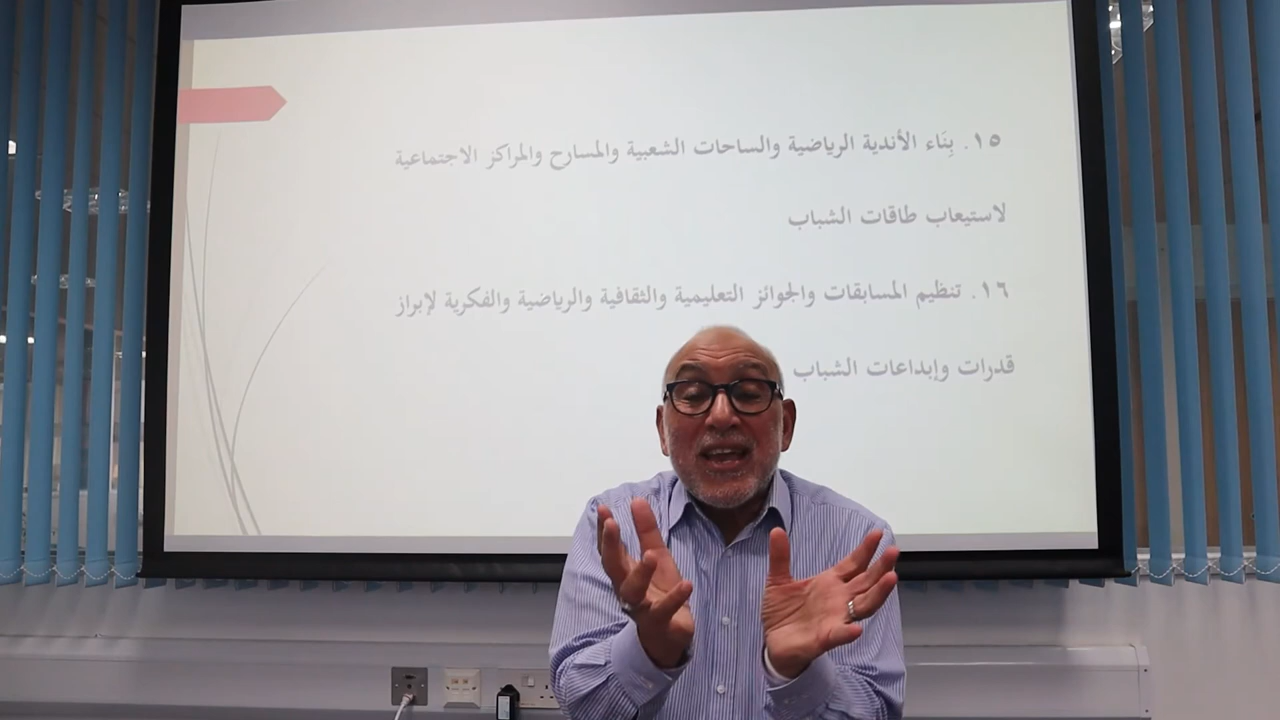 ١٥. بِنَاء الأندية الرياضية والساحات الشعبية والمسارح والمراكز الاجتماعية
لاستيعاب طاقات الشباب
١٦. تنظيم المسابقات والجوائز التعليمية والثقافية والرياضية والفكرية لإبراز
قدرات وإبداعات الشباب